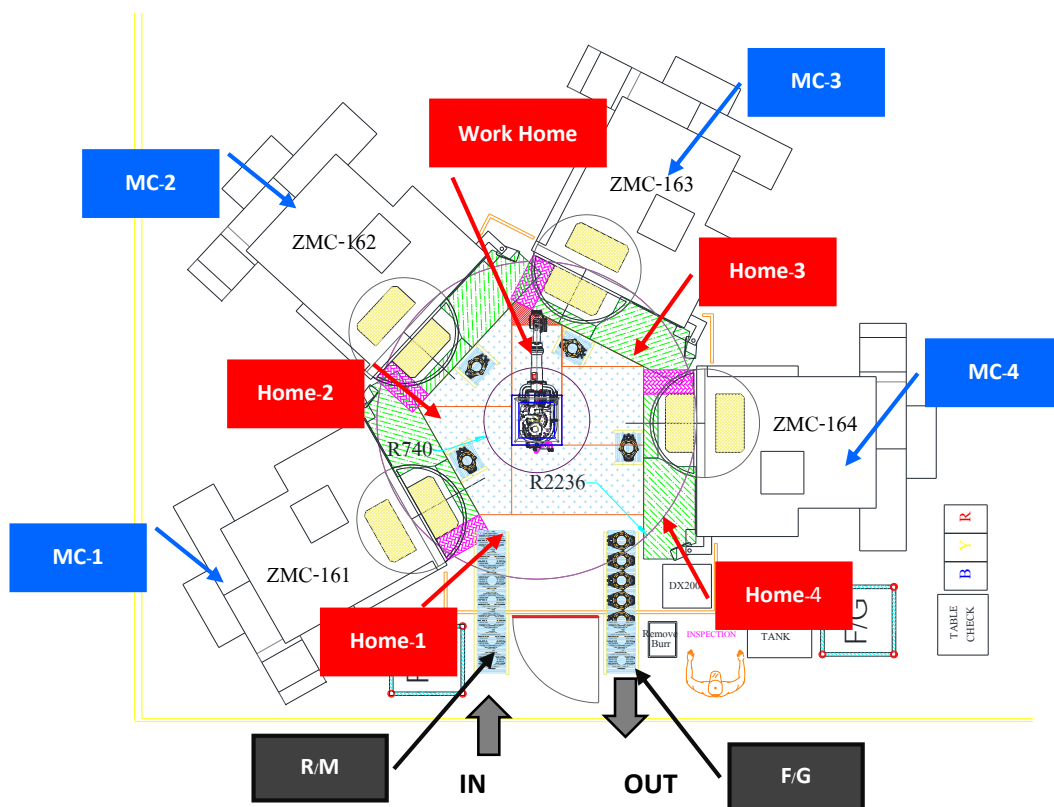 MC-3
Work Home
MC-2
ZMC-163
ZMC-162
Home-3
MC-4
Home-2
ZMC-164
R740
R2236
R
Y
B
MC-1
ZMC-161
DX200
Home-4
F/G
TABLE
CHECK
Home-1
Remove
Burr
INSPECTION
TANK
R/M
IN
OUT
F/G